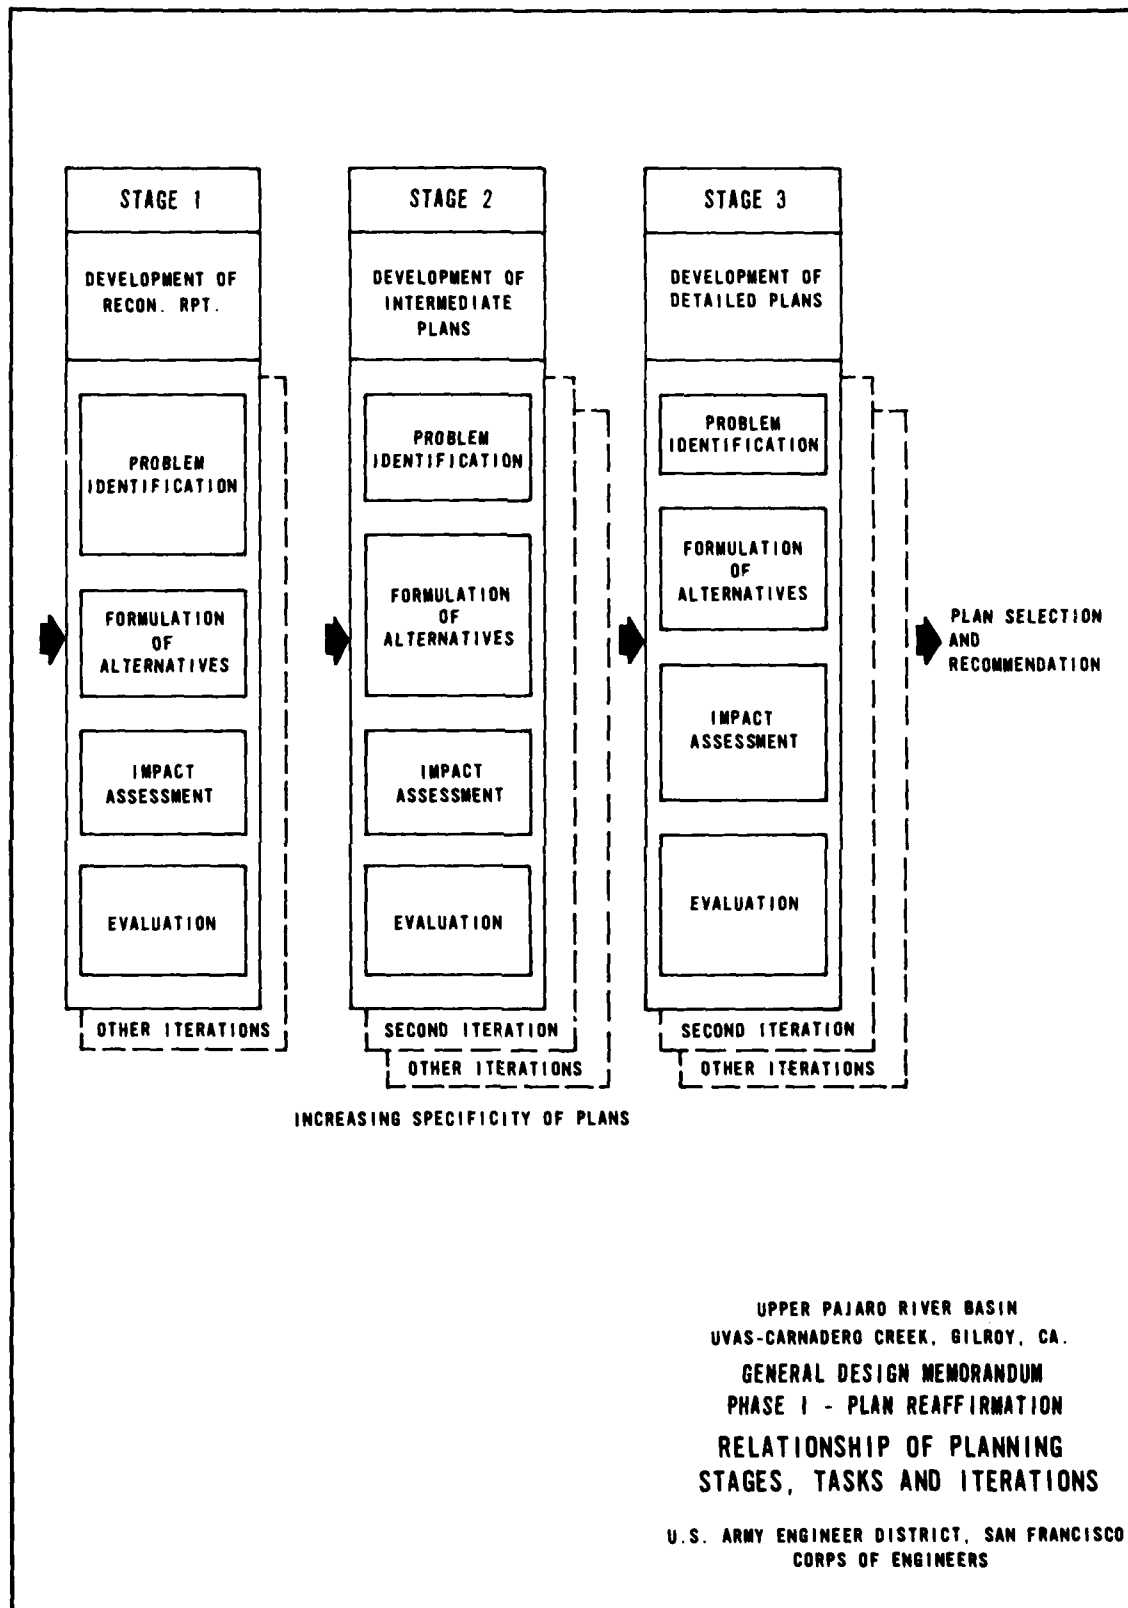 STAGE 1
DEVELOPMENT OF
RECON. RPT.
PROBLEM
IDENTIFICATION
FORMULATION
OF
ALTERNATIVES
IMPACT
ASSESSMENT
EVALUATION
OTHER ITERATIONS
STAGE 2
DEVELOPMENT OF
INTERMEDIATE
PLANS
PROBLEM
IDENTIFICATION
FORMULATION
OF
ALTERNATIVES
IMPACT
ASSESSMENT
EVALUATION
SECOND ITERATION
OTHER ITERATIONS
STAGE 3
DEVELOPMENT OF
DETAILED PLANS
PROBLEM
IDENTIFICATION
FORMULATION
OF
ALTERNATIVES
IMPACT
ASSESSMENT
EVALUATION
SECOND ITERATION
OTHER ITERATIONS
PLAN SELECTION
AND
RECOMMENDATION
INCREASING SPECIFICITY OF PLANS
UPPER PAJARO RIVER BASIN
UVAS-CARNADERO CREEK, GILROY, CA.
GENERAL DESIGN MEMORANDUM
PHASE I - PLAN REAFFIRMATION
RELATIONSHIP OF PLANNING
STAGES, TASKS AND ITERATIONS
U.S. ARMY ENGINEER DISTRICT, SAN FRANCISCO
CORPS OF ENGINEERS